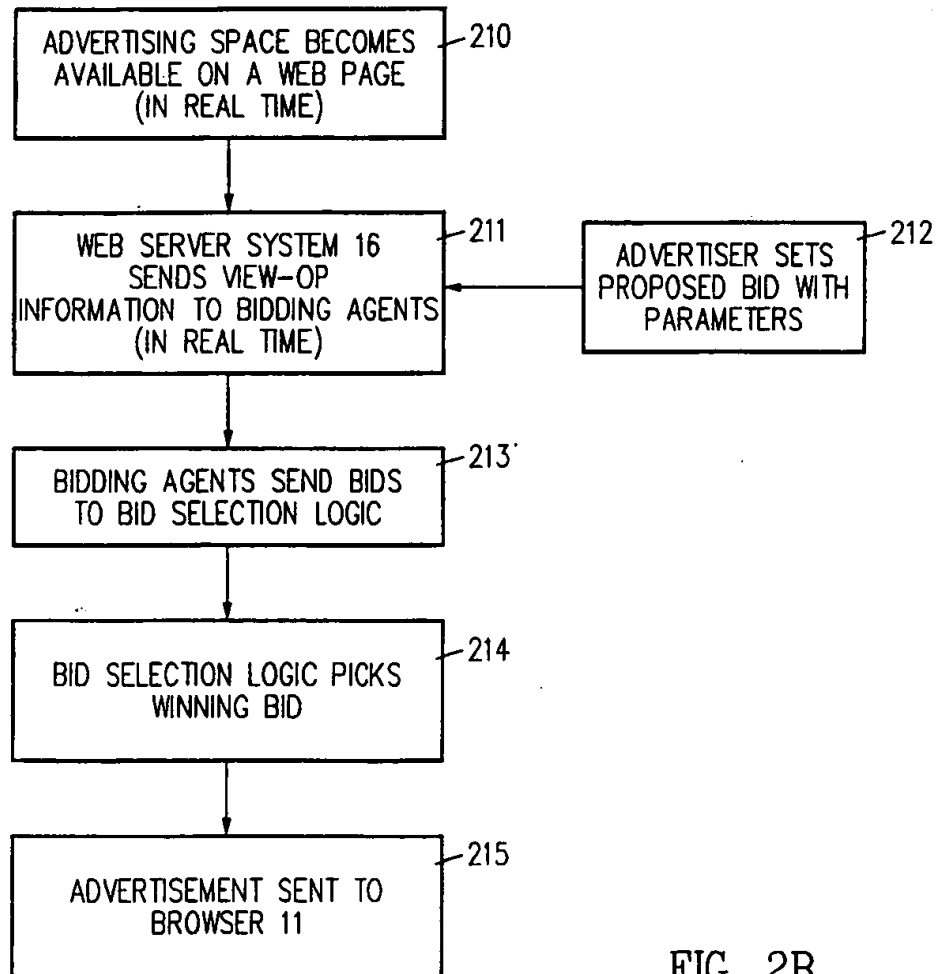 ADVERTISING SPACE BECOMES
AVAILABLE ON A WEB PAGE
(IN REAL TIME)
210
WEB SERVER SYSTEM 16
SENDS VIEW-OP
INFORMATION TO BIDDING AGENTS
(IN REAL TIME)
211
ADVERTISER SETS
PROPOSED BID WITH
PARAMETERS
212
BIDDING AGENTS SEND BIDS
TO BID SELECTION LOGIC
213
BID SELECTION LOGIC PICKS
WINNING BID
214
ADVERTISEMENT SENT TO
BROWSER 11
215
FIG. 2B